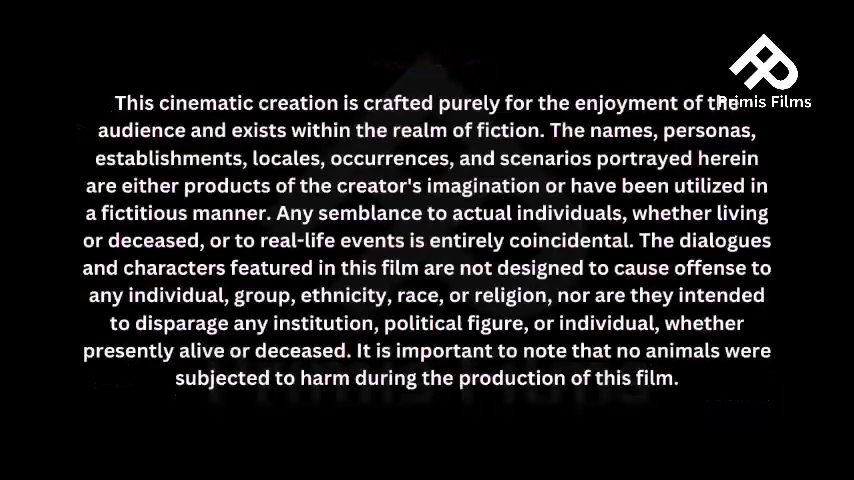 Primis Films
This cinematic creation is crafted purely for the enjoyment of the
audience and exists within the realm of fiction. The names, personas,
establishments, locales, occurrences, and scenarios portrayed herein
are either products of the creator's imagination or have been utilized in
a fictitious manner. Any semblance to actual individuals, whether living
or deceased, or to real-life events is entirely coincidental. The dialogues
and characters featured in this film are not designed to cause offense to
any individual, group, ethnicity, race, or religion, nor are they intended
to disparage any institution, political figure, or individual, whether
presently alive or deceased. It is important to note that no animals were
subjected to harm during the production of this film.